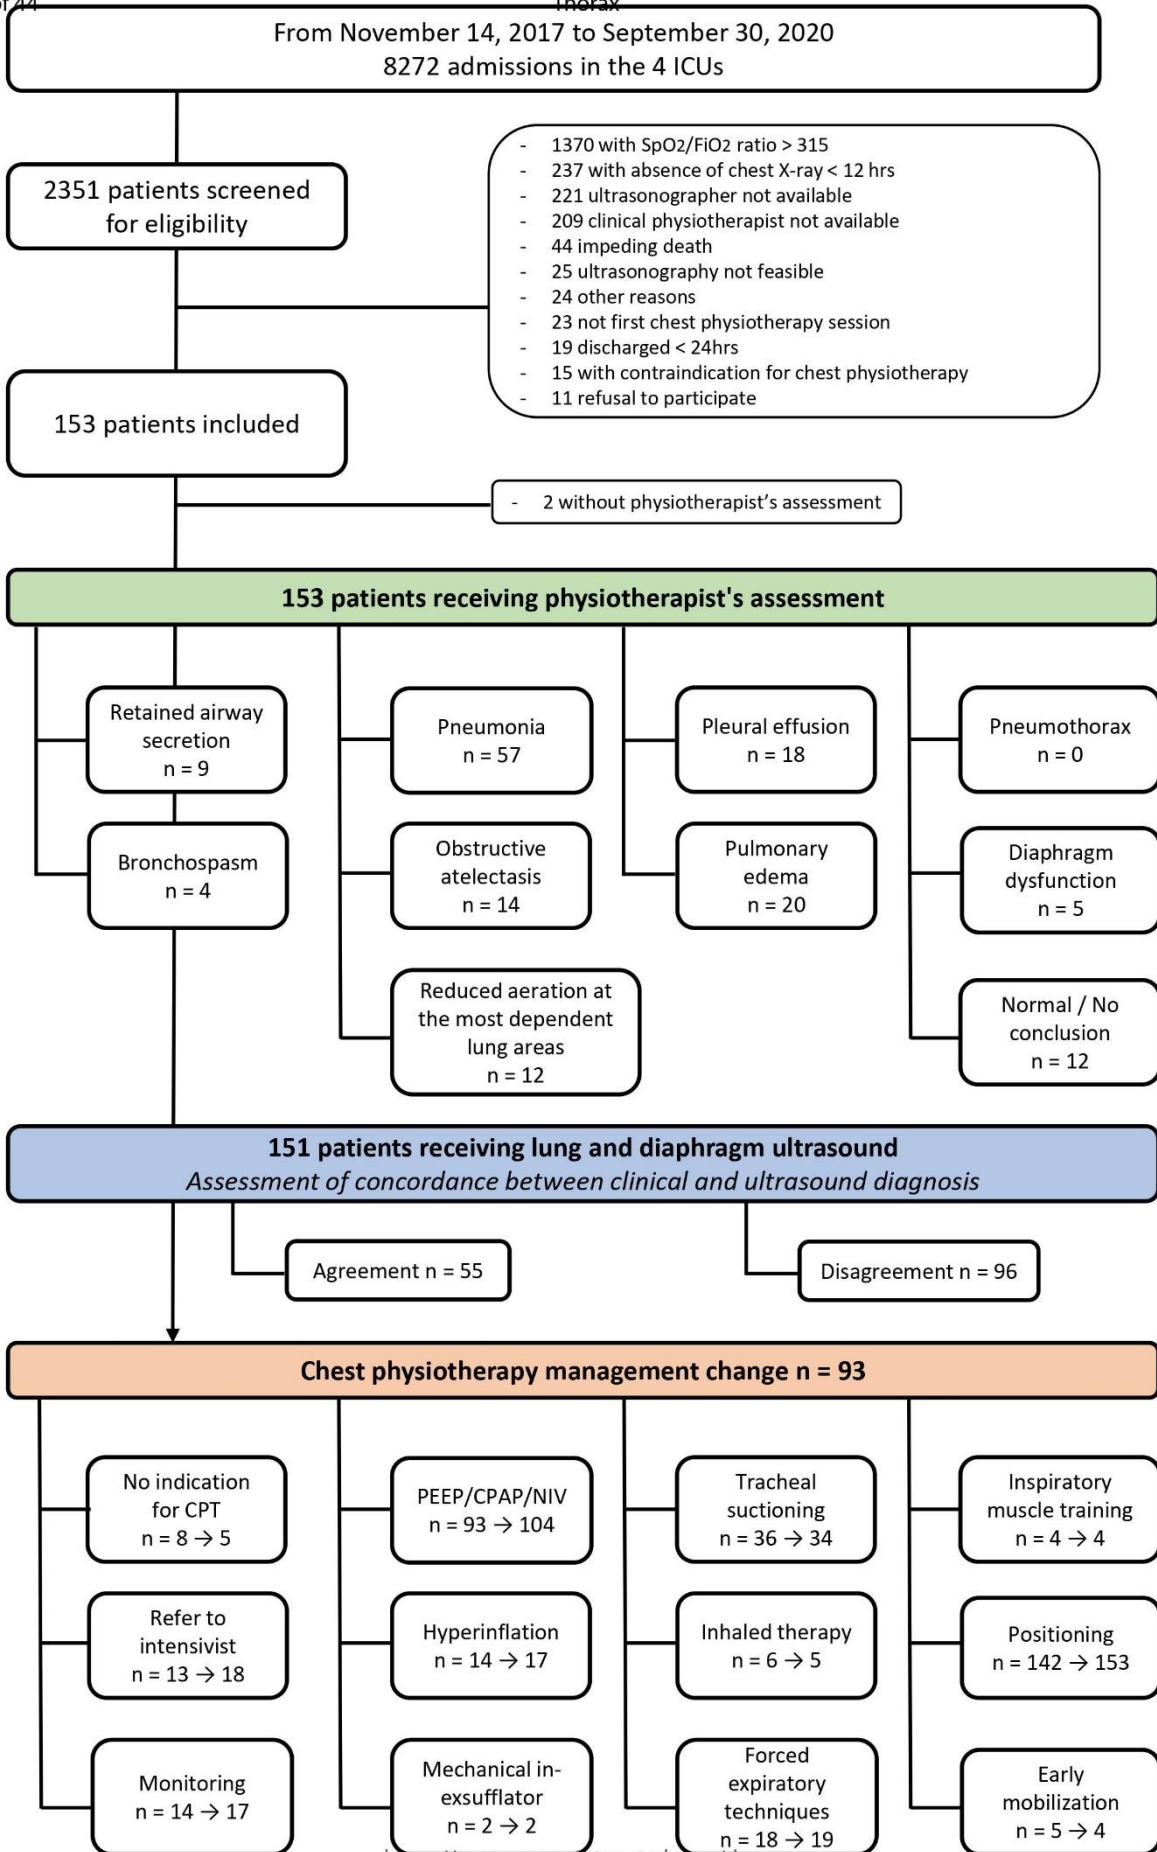 of 44
Thorax
From November 14, 2017 to September 30, 2020
8272 admissions in the 4 ICUs
2351 patients screened
for eligibility
- 1370 with SpO2/FiO2 ratio > 315
- 237 with absence of chest X-ray < 12 hrs
- 221 ultrasonographer not available
- 209 clinical physiotherapist not available
- 44 impeding death
- 25 ultrasonography not feasible
- 24 other reasons
- 23 not first chest physiotherapy session
- 19 discharged < 24hrs
- 15 with contraindication for chest physiotherapy
- 11 refusal to participate
153 patients included
- 2 without physiotherapist's assessment
153 patients receiving physiotherapist's assessment
Retained airway
secretion
n = 9
Bronchospasm
n = 4
Pneumonia
n = 57
Obstructive
atelectasis
n = 14
Reduced aeration at
the most dependent
lung areas
n = 12
Pleural effusion
n = 18
Pulmonary
edema
n = 20
Pneumothorax
n = 0
Diaphragm
dysfunction
n = 5
Normal / No
conclusion
n = 12
151 patients receiving lung and diaphragm ultrasound
Assessment of concordance between clinical and ultrasound diagnosis
Agreement n = 55
Disagreement n = 96
Chest physiotherapy management change n = 93
No indication
for CPT
n = 8 → 5
Refer to
intensivist
n = 13 → 18
Monitoring
n = 14 → 17
PEEP/CPAP/NIV
n = 93 → 104
Hyperinflation
n = 14 → 17
Mechanical in-
exsufflator
n = 2 → 2
Tracheal
suctioning
n = 36 → 34
Inhaled therapy
n = 6 → 5
Forced
expiratory
techniques
n = 18 → 19
Inspiratory
muscle training
n = 4 → 4
Positioning
n = 142 → 153
Early
mobilization
n = 5 → 4